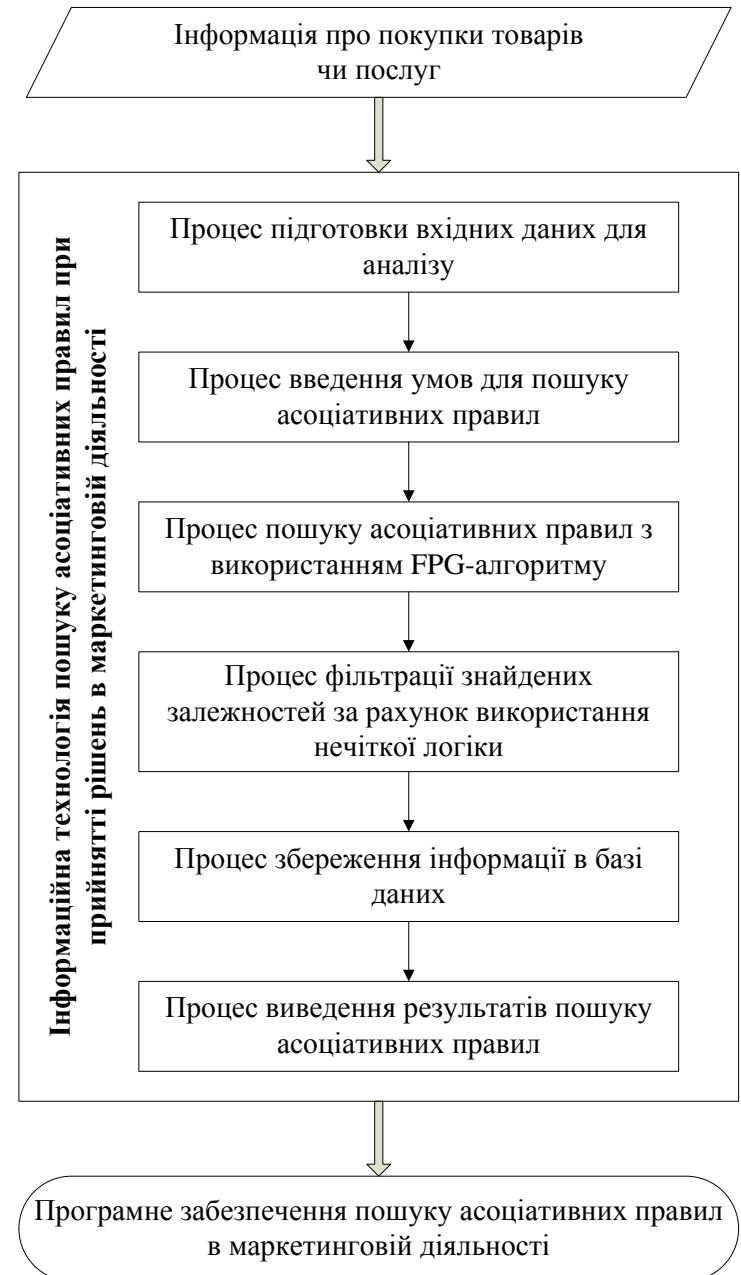 Інформація про покупки товарів
чи послуг
Інформаційна технологія пошуку асоціативних правил при
прийнятті рішень в маркетинговій діяльності
Процес підготовки вхідних даних для
аналізу
Процес введення умов для пошуку
асоціативних правил
Процес пошуку асоціативних правил з
використанням FPG-алгоритму
Процес фільтрації знайдених
залежностей за рахунок використання
нечіткої логіки
Процес збереження інформації в базі
даних
Процес виведення результатів пошуку
асоціативних правил
Програмне забезпечення пошуку асоціативних правил
в маркетинговій діяльності